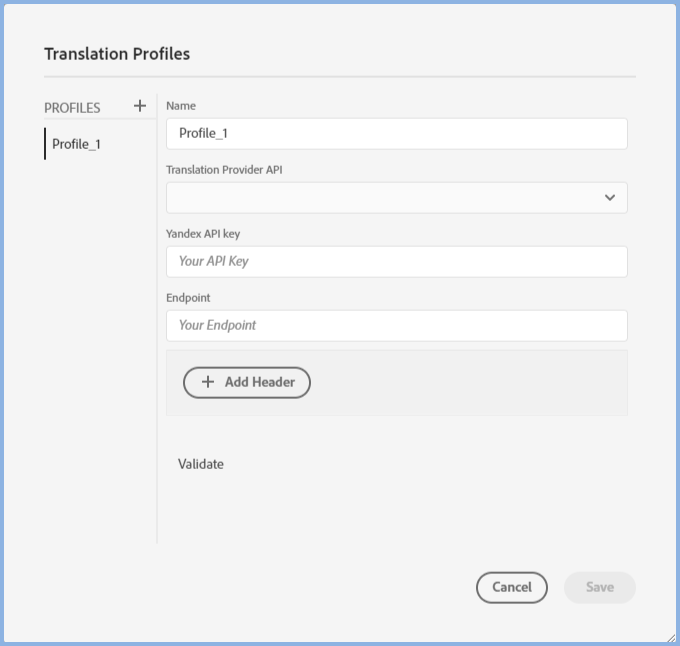 Translation Profiles
PROFILES +
Profile_1
Name
Profile_1
Translation Provider API
Yandex API key
Your API Key
Endpoint
Your Endpoint
+ Add Header
Validate
Cancel
Save